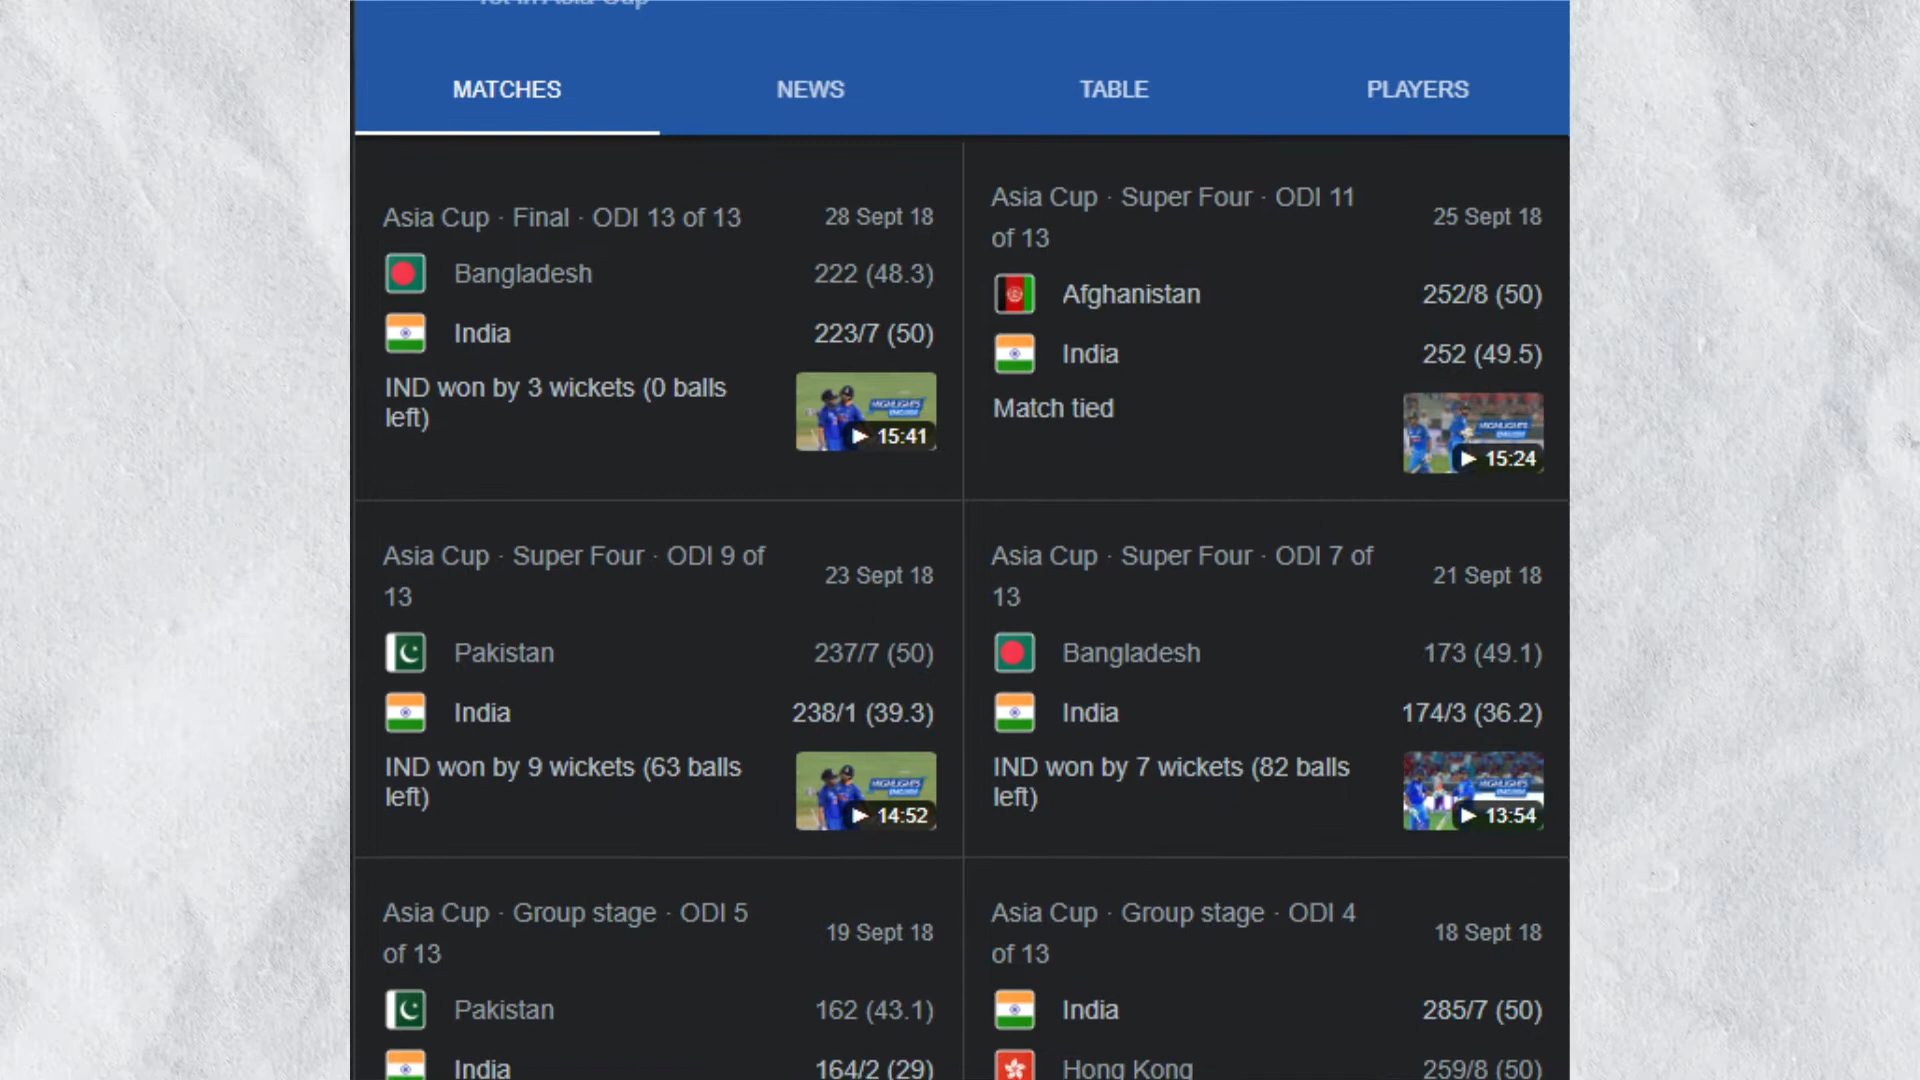 1st in Asia Cup
MATCHES
NEWS
TABLE
PLAYERS
Asia Cup · Final · ODI 13 of 13
28 Sept 18
Bangladesh
222 (48.3)
India
223/7 (50)
IND won by 3 wickets (0 balls
left)
HIGHLIGHTS
15:41
Asia Cup · Super Four · ODI 11
of 13
25 Sept 18
Afghanistan
252/8 (50)
India
252 (49.5)
Match tied
HIGHLIGHTS
15:24
Asia Cup · Super Four · ODI 9 of
13
23 Sept 18
Pakistan
237/7 (50)
India
238/1 (39.3)
IND won by 9 wickets (63 balls
left)
HIGHLIGHTS
14:52
Asia Cup · Super Four · ODI 7 of
13
21 Sept 18
Bangladesh
173 (49.1)
India
174/3 (36.2)
IND won by 7 wickets (82 balls
left)
HIGHLIGHTS
13:54
Asia Cup · Group stage · ODI 5
of 13
19 Sept 18
Pakistan
162 (43.1)
India
164/2 (29)
Asia Cup · Group stage · ODI 4
of 13
18 Sept 18
India
285/7 (50)
Hong Kong
259/8 (50)